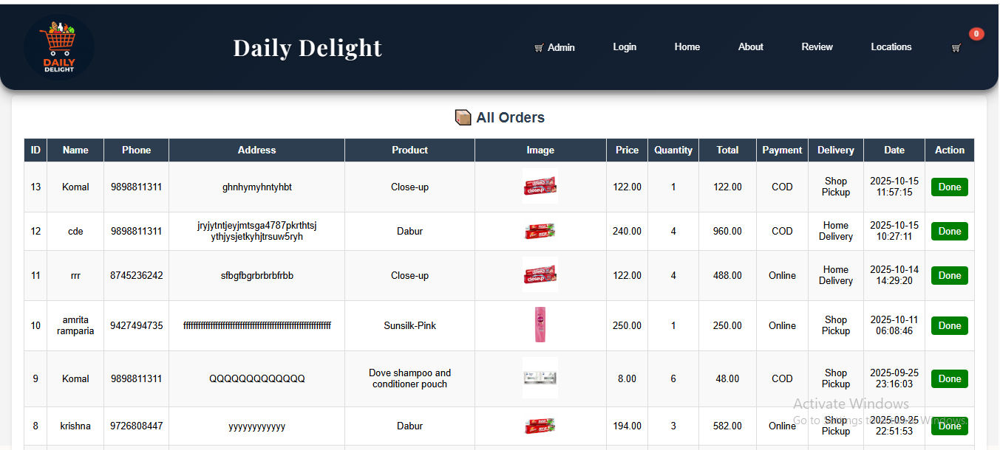 DAILY
DELIGHT
Daily Delight
Admin
Login
Home
About
Review
Locations
0
All Orders
ID Name Phone Address Product Image Price Quantity Total Payment Delivery Date Action
13 Komal 9898811311 ghnhymyhntyhbt Close-up 122.00 1 122.00 COD Shop Pickup 2025-10-15 11:57:15 Done
12 cde 9898811311 jryjytntjeyjmtsga4787pkrthtsj ythjysjetkyhjtrsuw5ryh Dabur 240.00 4 960.00 COD Home Delivery 2025-10-15 10:27:11 Done
11 rrr 8745236242 sfbgfbgrbrbrbfrbb Close-up 122.00 4 488.00 Online Home Delivery 2025-10-14 14:29:20 Done
10 amrita ramparia 9427494735 Sunsilk-Pink 250.00 1 250.00 Online Shop Pickup 2025-10-11 06:08:46 Done
9 Komal 9898811311 QQQQQQQQQQQQQ Dove shampoo and conditioner pouch 8.00 6 48.00 COD Shop Pickup 2025-09-25 23:16:03 Done
8 krishna 9726808447 yyyyyyyyyyyy Dabur 194.00 3 582.00 Online Shop Pickup 2025-09-25 22:51:53 Done
Activate Windows
Go to Settings to activate Windows.